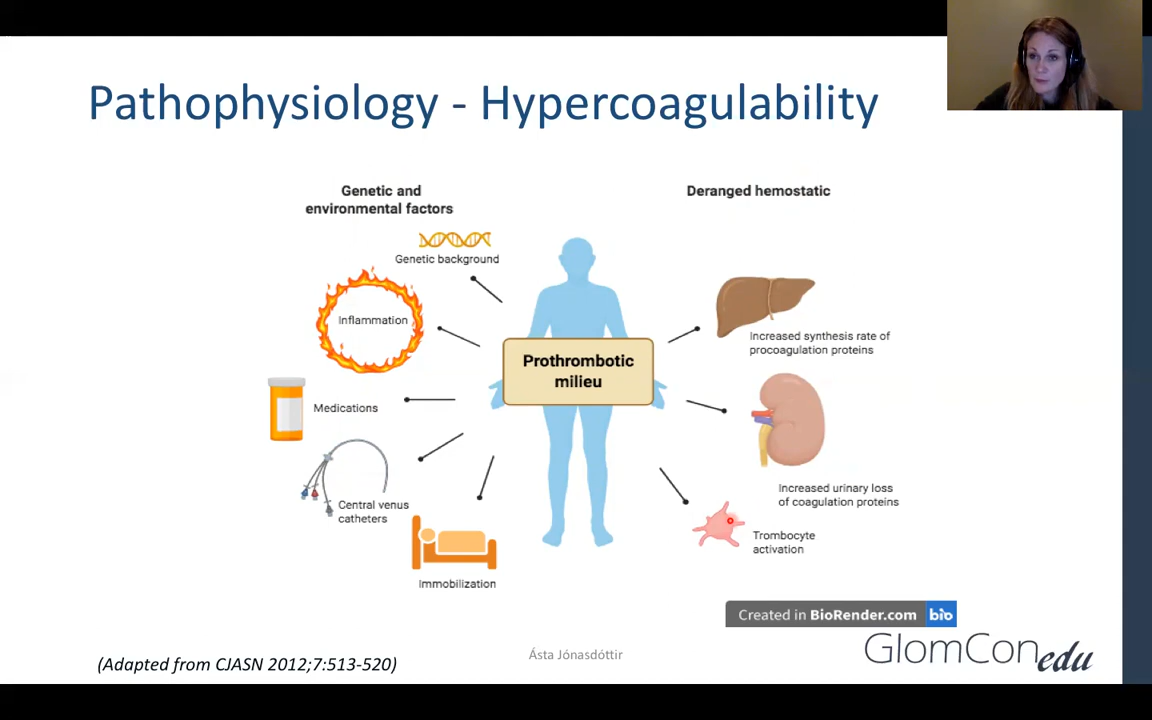 Pathophysiology - Hypercoagulability
Genetic and
environmental factors
Genetic background
Inflammation
Medications
Central venus
catheters
Immobilization
Prothrombotic
milieu
Deranged hemostatic
Increased synthesis rate of
procoagulation proteins
Increased urinary loss
of coagulation proteins
Trombocyte
activation
Created in BioRender.com bio
(Adapted from CJASN 2012;7:513-520)
Ásta Jónasdóttir
GlomConedu